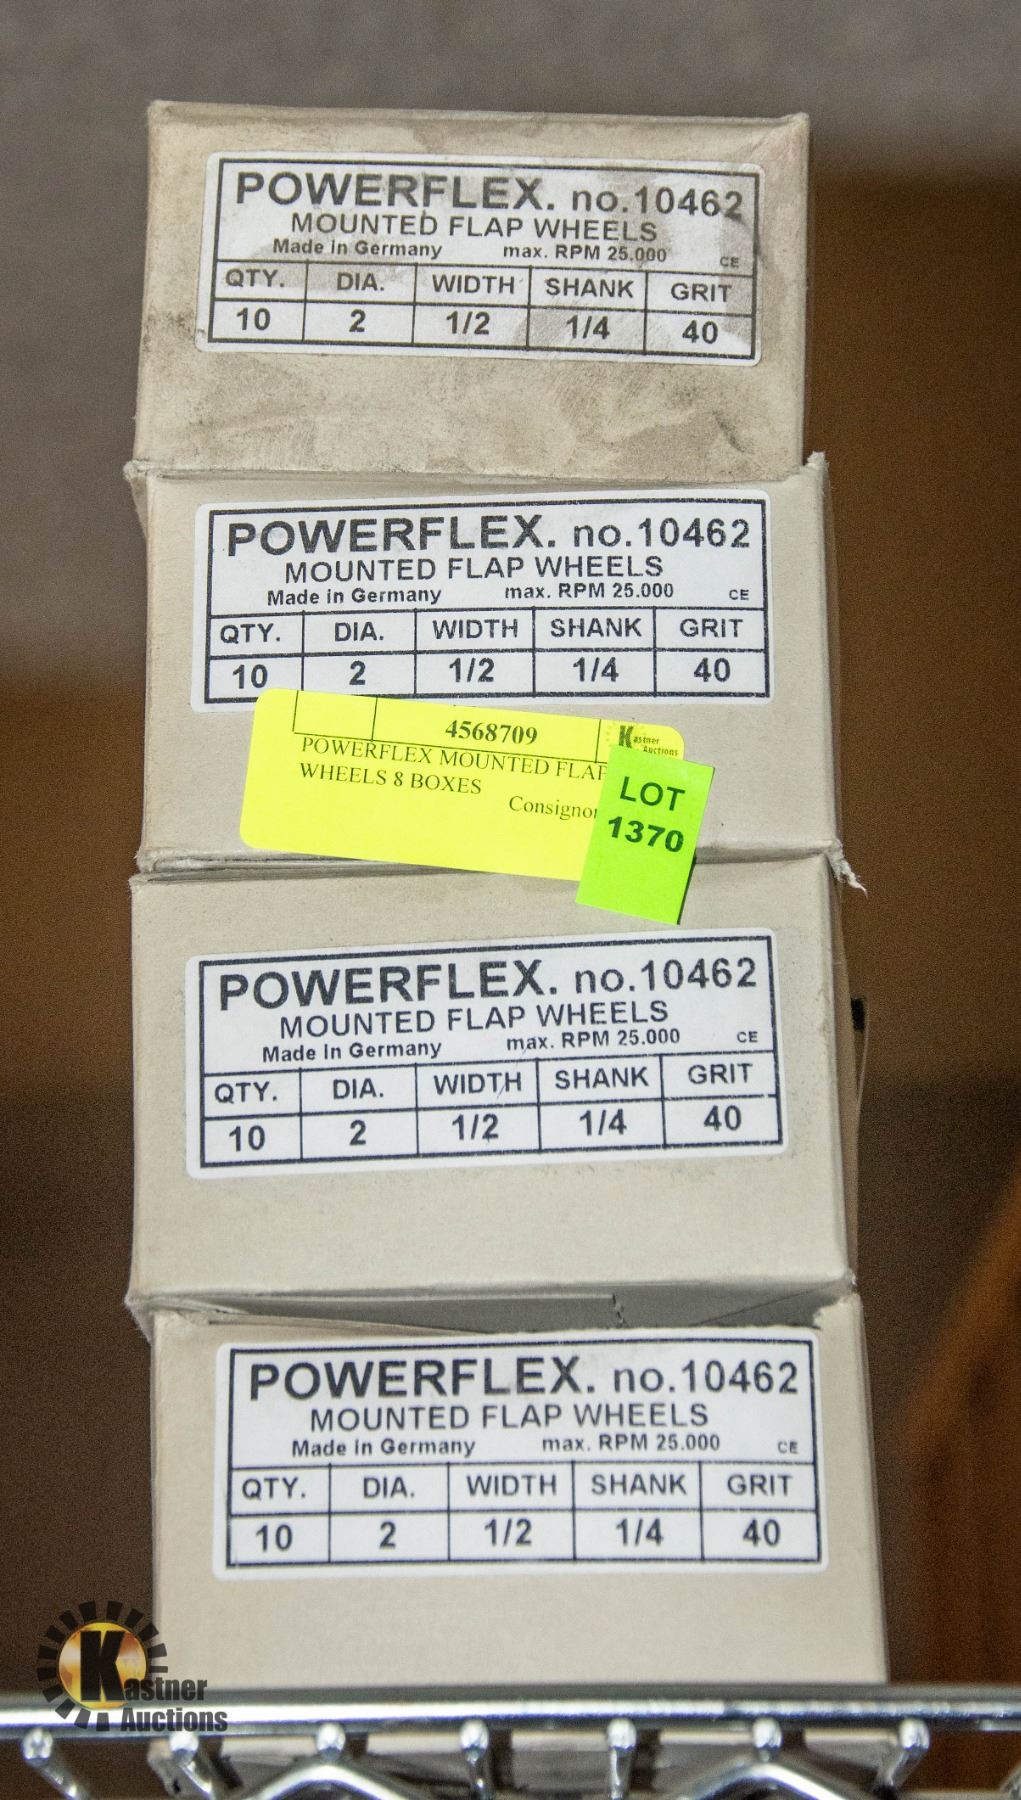 POWERFLEX. no.10462
MOUNTED FLAP WHEELS
Made in Germany max. RPM 25.000 CE
QTY. DIA. WIDTH SHANK GRIT
10 2 1/2 1/4 40
POWERFLEX. no.10462
MOUNTED FLAP WHEELS
Made in Germany max. RPM 25.000 CE
QTY. DIA. WIDTH SHANK GRIT
10 2 1/2 1/4 40
4568709
Kastner
Auctions
POWERFLEX MOUNTED FLAP
WHEELS 8 BOXES
Consignor
LOT
1370
POWERFLEX. no.10462
MOUNTED FLAP WHEELS
Made in Germany max. RPM 25.000 CE
QTY. DIA. WIDTH SHANK GRIT
10 2 1/2 1/4 40
POWERFLEX. no.10462
MOUNTED FLAP WHEELS
Made in Germany max. RPM 25.000 CE
QTY. DIA. WIDTH SHANK GRIT
10 2 1/2 1/4 40
Kastner
Auctions